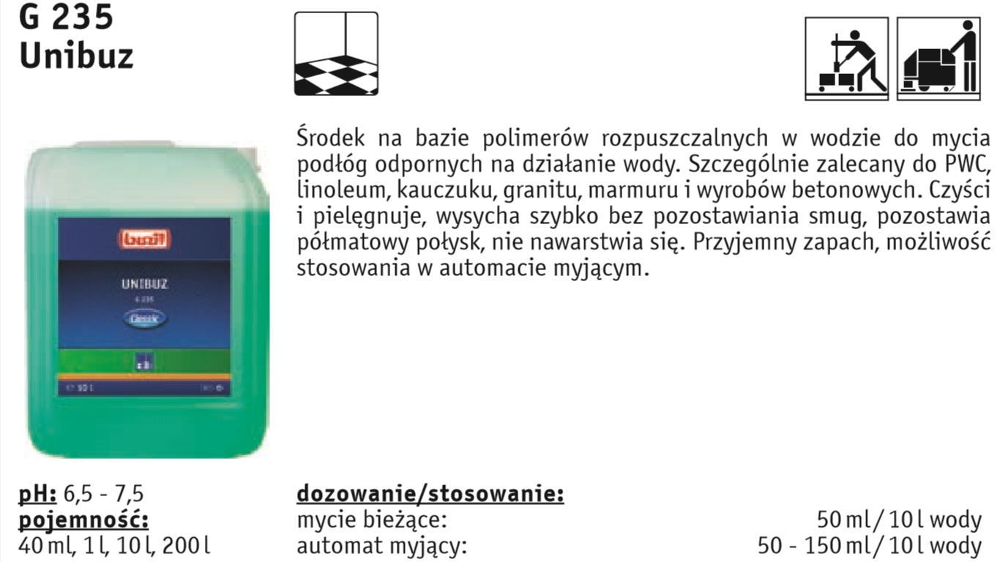 G 235
Unibuz
Środek na bazie polimerów rozpuszczalnych w wodzie do mycia
podłóg odpornych na działanie wody. Szczególnie zalecany do PWC,
linoleum, kauczuku, granitu, marmuru i wyrobów betonowych. Czyści
i pielęgnuje, wysycha szybko bez pozostawiania smug, pozostawia
półmatowy połysk, nie nawarstwia się. Przyjemny zapach, możliwość
stosowania w automacie myjącym.
buzil
UNIBUZ
G 235
Classic
10 l
pH: 6,5 - 7,5
pojemność:
40 ml, 1 l, 10 l, 200 l
dozowanie/stosowanie:
mycie bieżące: 50 ml / 10 l wody
automat myjący: 50 - 150 ml / 10 l wody